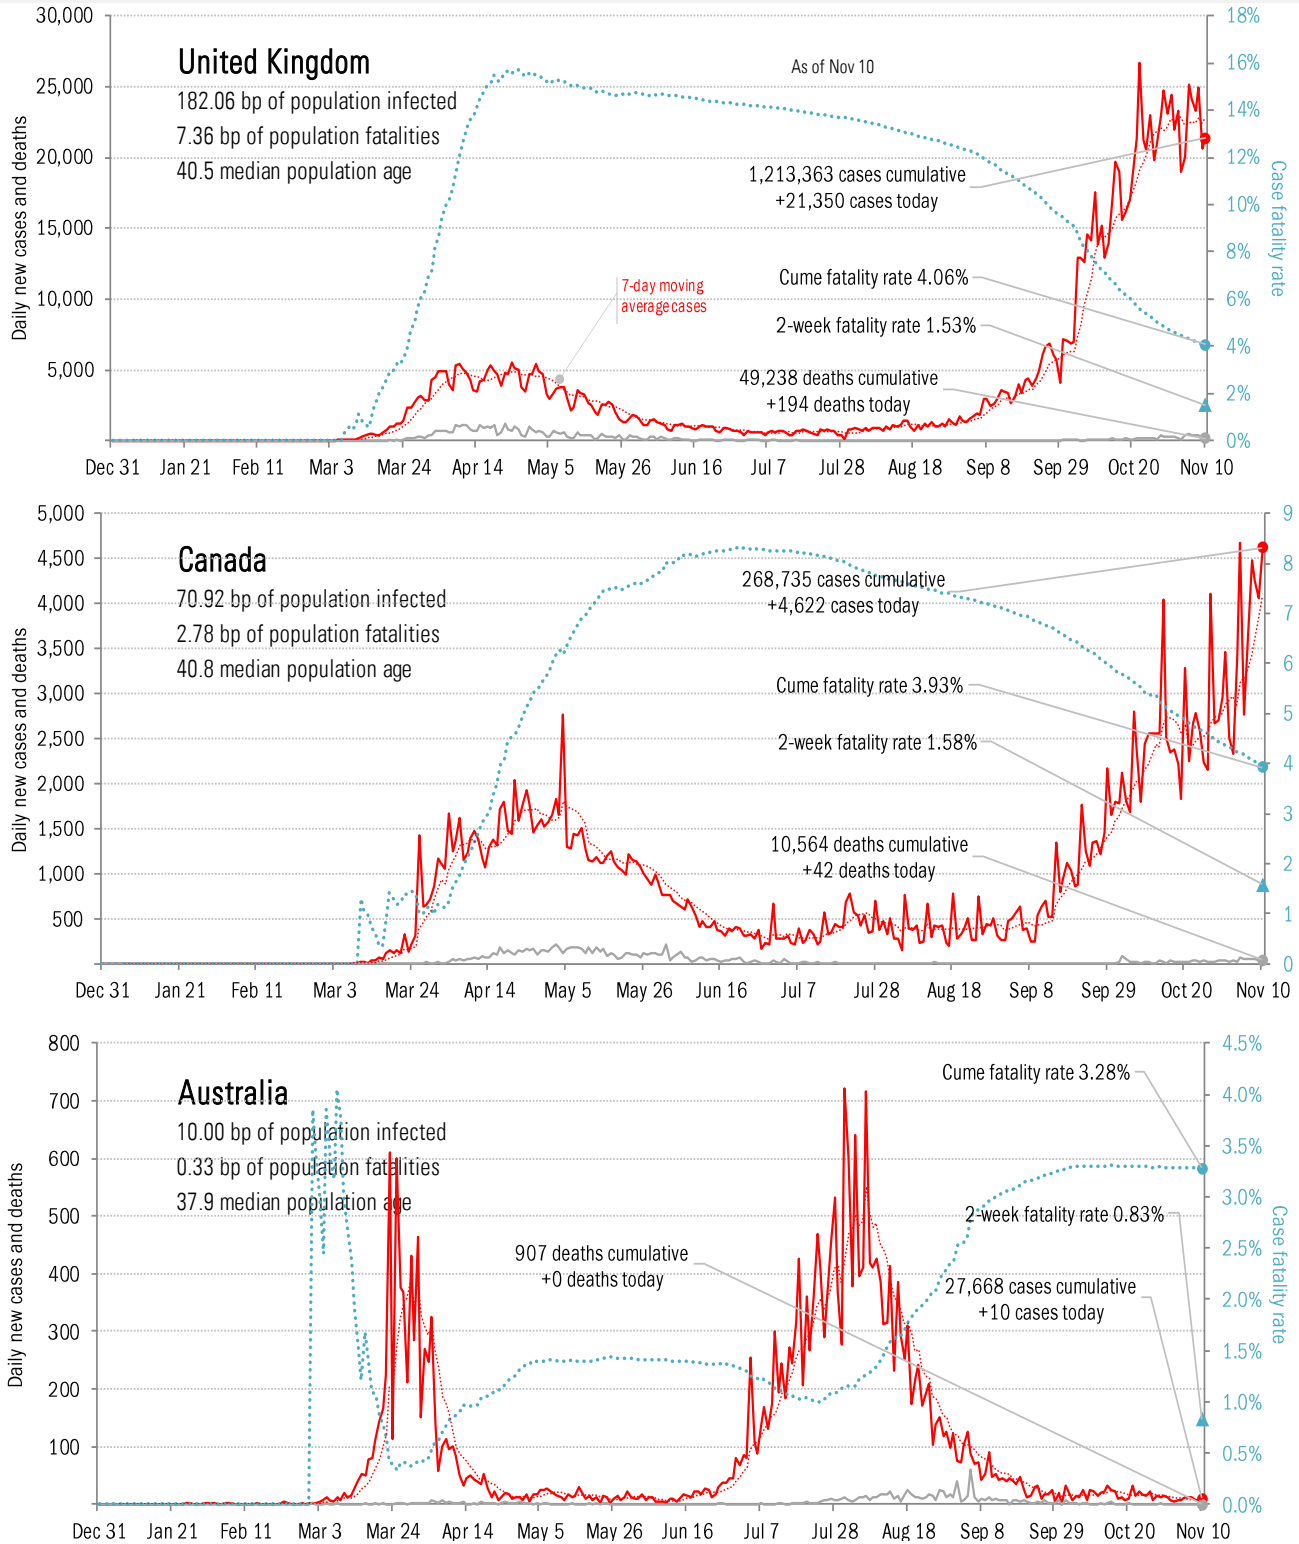 30,000
18%
United Kingdom
As of Nov 10
16%
25,000
182.06 bp of population infected
14%
7.36 bp of population fatalities
20,000
12%
40.5 median population age
1,213,363 cases cumulative
+21,350 cases today
10%
15,000
8%
Cume fatality rate 4.06%
7-day moving
average cases
10,000
6%
2-week fatality rate 1.53%
4%
5,000
49,238 deaths cumulative
+194 deaths today
2%
0%
Daily new cases and deaths
Case fatality rate
Dec 31 Jan 21 Feb 11 Mar 3 Mar 24 Apr 14 May 5 May 26 Jun 16 Jul 7 Jul 28 Aug 18 Sep 8 Sep 29 Oct 20 Nov 10
5,000
9
Canada
4,500
8
268,735 cases cumulative
+4,622 cases today
70.92 bp of population infected
4,000
7
2.78 bp of population fatalities
3,500
6
40.8 median population age
Cume fatality rate 3.93%
3,000
5
2,500
2-week fatality rate 1.58%
4
2,000
3
1,500
10,564 deaths cumulative
+42 deaths today
2
1,000
1
500
0
Daily new cases and deaths
Dec 31 Jan 21 Feb 11 Mar 3 Mar 24 Apr 14 May 5 May 26 Jun 16 Jul 7 Jul 28 Aug 18 Sep 8 Sep 29 Oct 20 Nov 10
800
4.5%
Cume fatality rate 3.28%
Australia
700
4.0%
10.00 bp of population infected
3.5%
600
0.33 bp of population fatalities
3.0%
37.9 median population age
500
2-week fatality rate 0.83%
2.5%
907 deaths cumulative
+0 deaths today
400
27,668 cases cumulative
+10 cases today
2.0%
300
1.5%
200
1.0%
100
0.5%
0.0%
Daily new cases and deaths
Case fatality rate
Dec 31 Jan 21 Feb 11 Mar 3 Mar 24 Apr 14 May 5 May 26 Jun 16 Jul 7 Jul 28 Aug 18 Sep 8 Sep 29 Oct 20 Nov 10